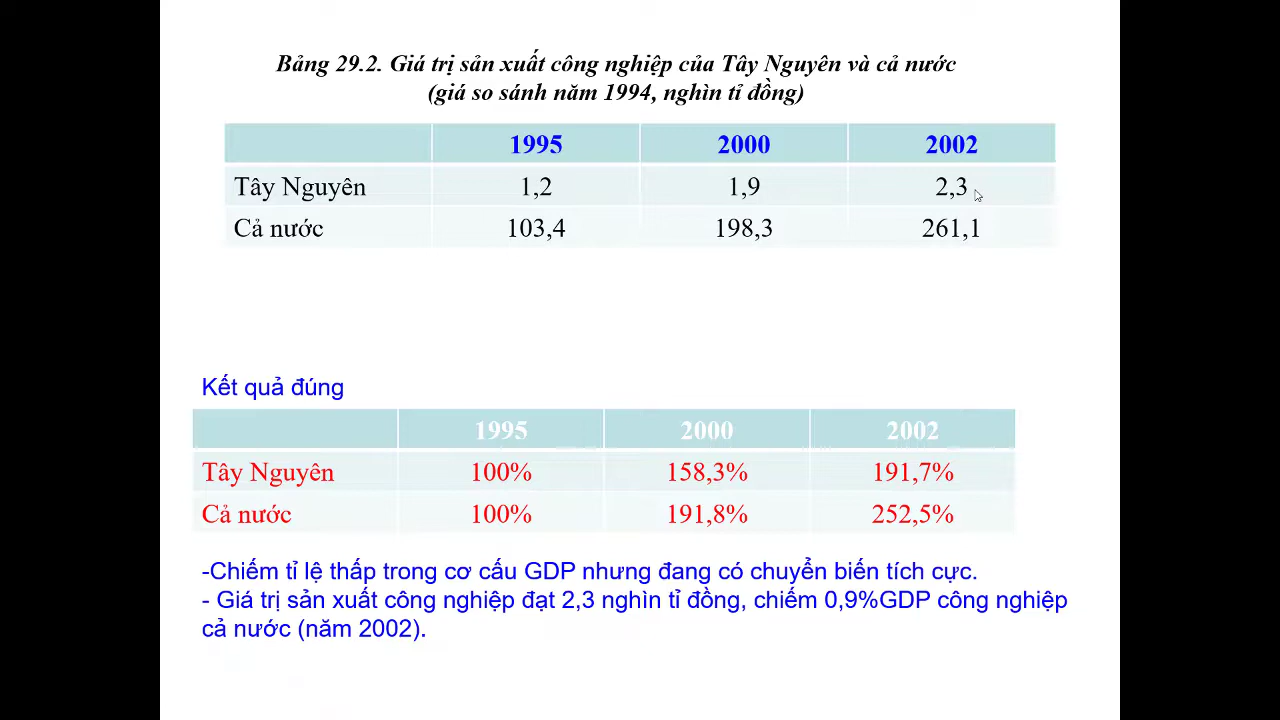 Bảng 29.2. Giá trị sản xuất công nghiệp của Tây Nguyên và cả nước
(giá so sánh năm 1994, nghìn tỉ đồng)
1995 2000 2002
Tây Nguyên 1,2 1,9 2,3
Cả nước 103,4 198,3 261,1
Kết quả đúng
1995 2000 2002
Tây Nguyên 100% 158,3% 191,7%
Cả nước 100% 191,8% 252,5%
-Chiếm tỉ lệ thấp trong cơ cấu GDP nhưng đang có chuyển biến tích cực.
- Giá trị sản xuất công nghiệp đạt 2,3 nghìn tỉ đồng, chiếm 0,9%GDP công nghiệp
cả nước (năm 2002).